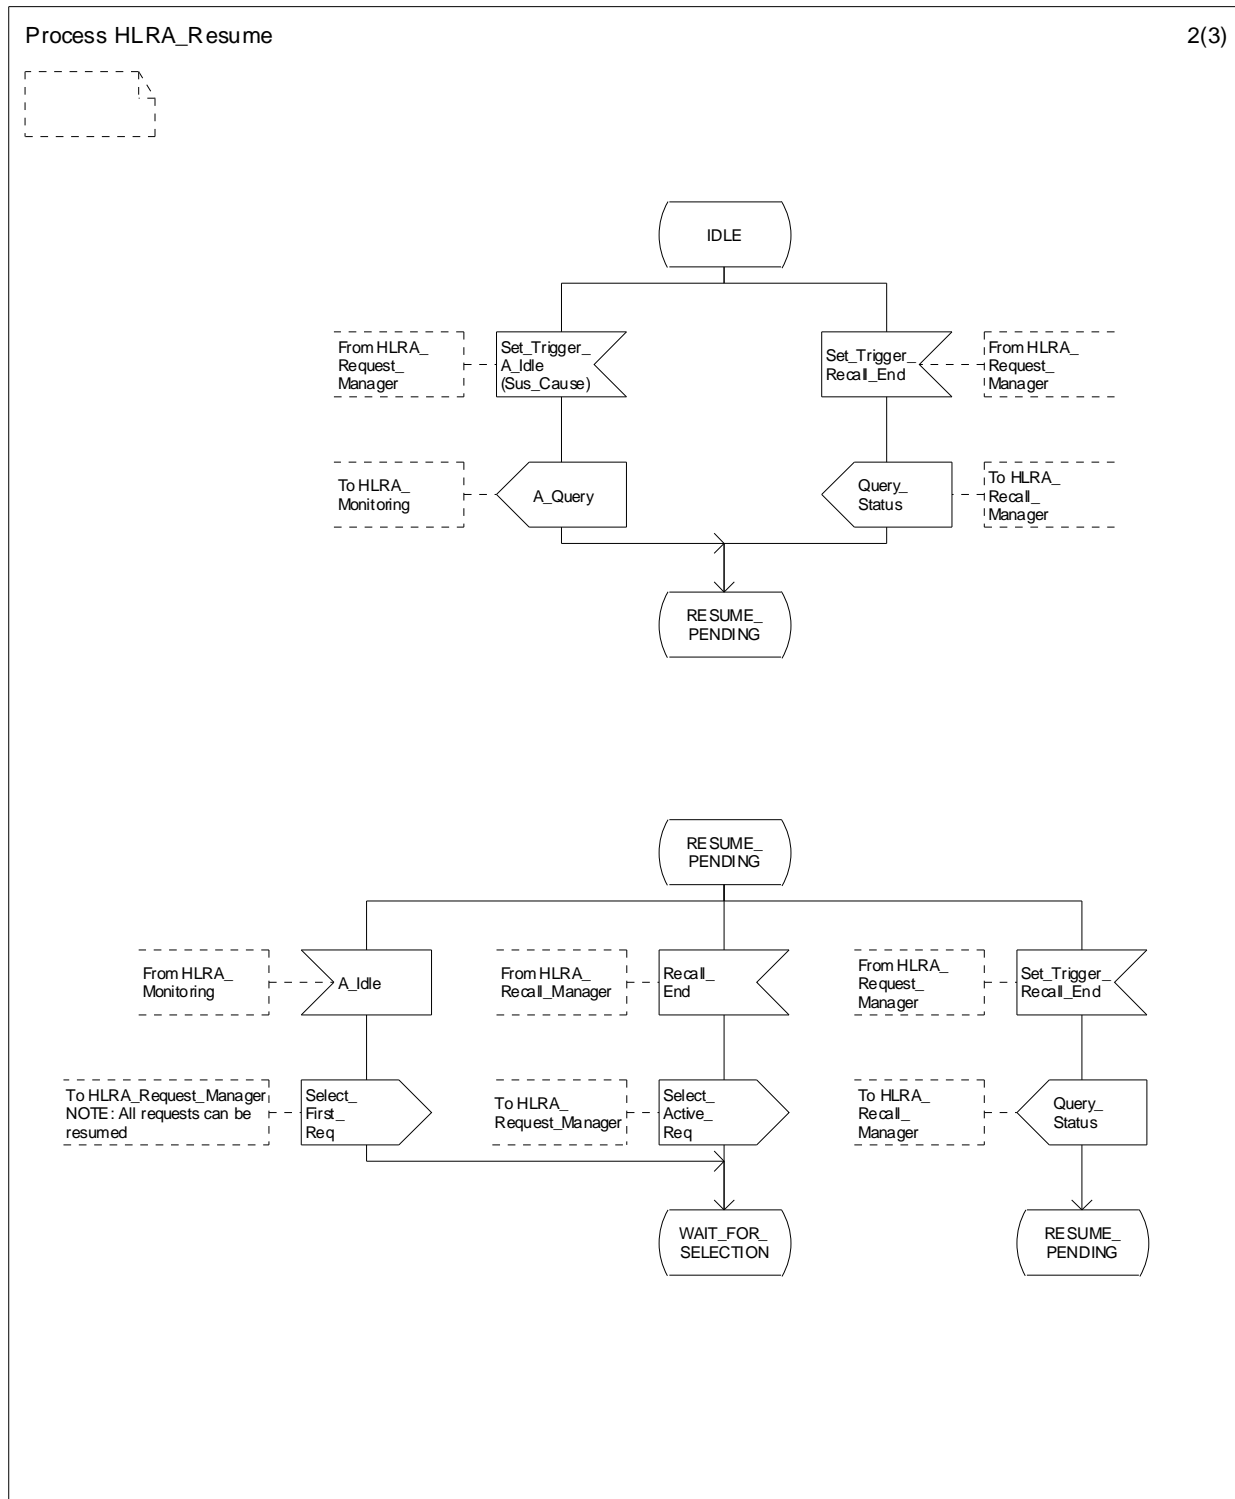 Process HLRA_Resume
2(3)
IDLE
From HLRA_
Request_
Manager
Set_Trigger_
A_Idle
(Sus_Cause)
Set_Trigger_
Recall_End
From HLRA_
Request_
Manager
To HLRA_
Monitoring
A_Query
Query_
Status
To HLRA_
Recall_
Manager
RESUME_
PENDING
RESUME_
PENDING
From HLRA_
Monitoring
A_Idle
From HLRA_
Recall_Manager
Recall_
End
From HLRA_
Request_
Manager
Set_Trigger_
Recall_End
To HLRA_Request_Manager
NOTE: All requests can be
resumed
Select_
First_
Req
To HLRA_
Request_Manager
Select_
Active_
Req
To HLRA_
Recall_
Manager
Query_
Status
WAIT_FOR_
SELECTION
RESUME_
PENDING